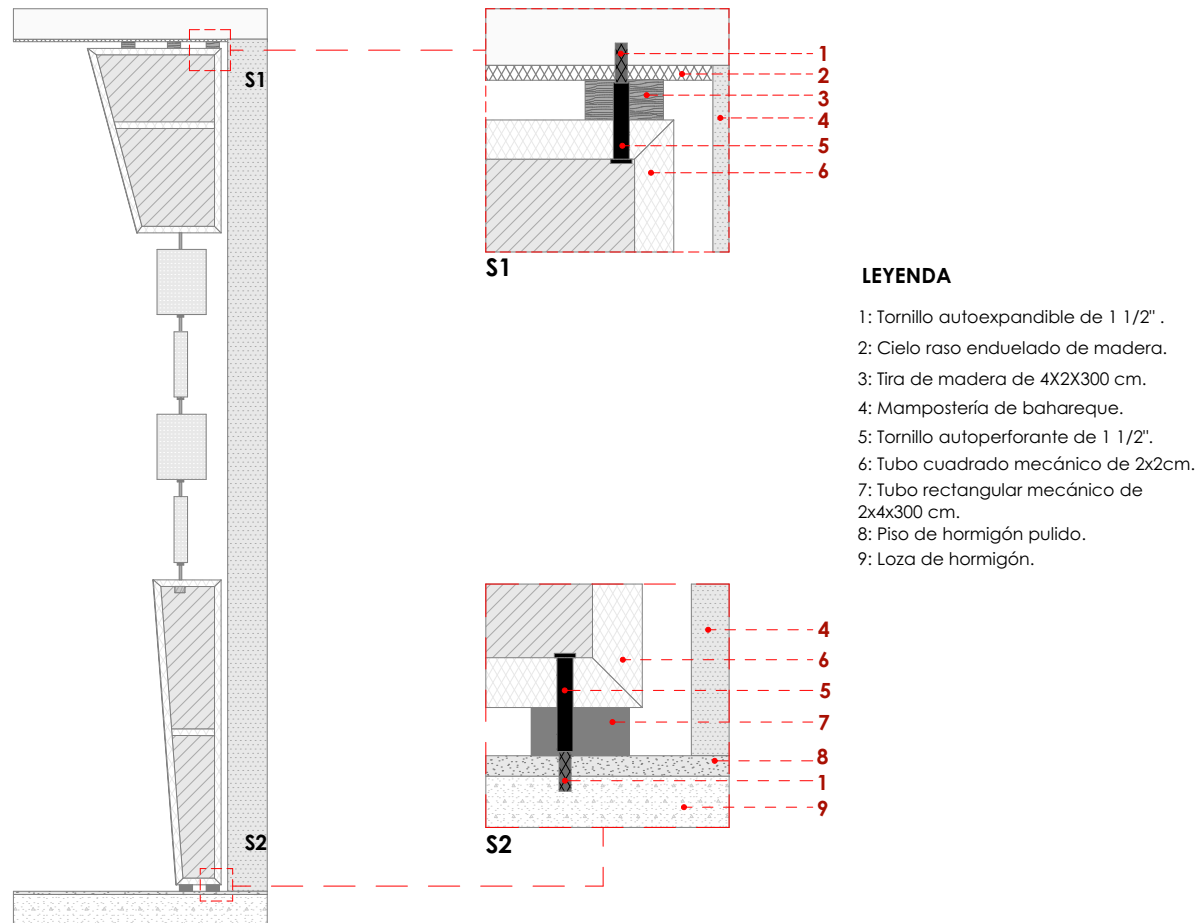 S1
S2
1
2
3
4
5
6
S1
4
6
5
7
8
1
9
S2
LEYENDA
1: Tornillo autoexpandible de 1 1/2" .
2: Cielo raso enduelado de madera.
3: Tira de madera de 4X2X300 cm.
4: Mampostería de bahareque.
5: Tornillo autoperforante de 1 1/2".
6: Tubo cuadrado mecánico de 2x2cm.
7: Tubo rectangular mecánico de
2x4x300 cm.
8: Piso de hormigón pulido.
9: Loza de hormigón.